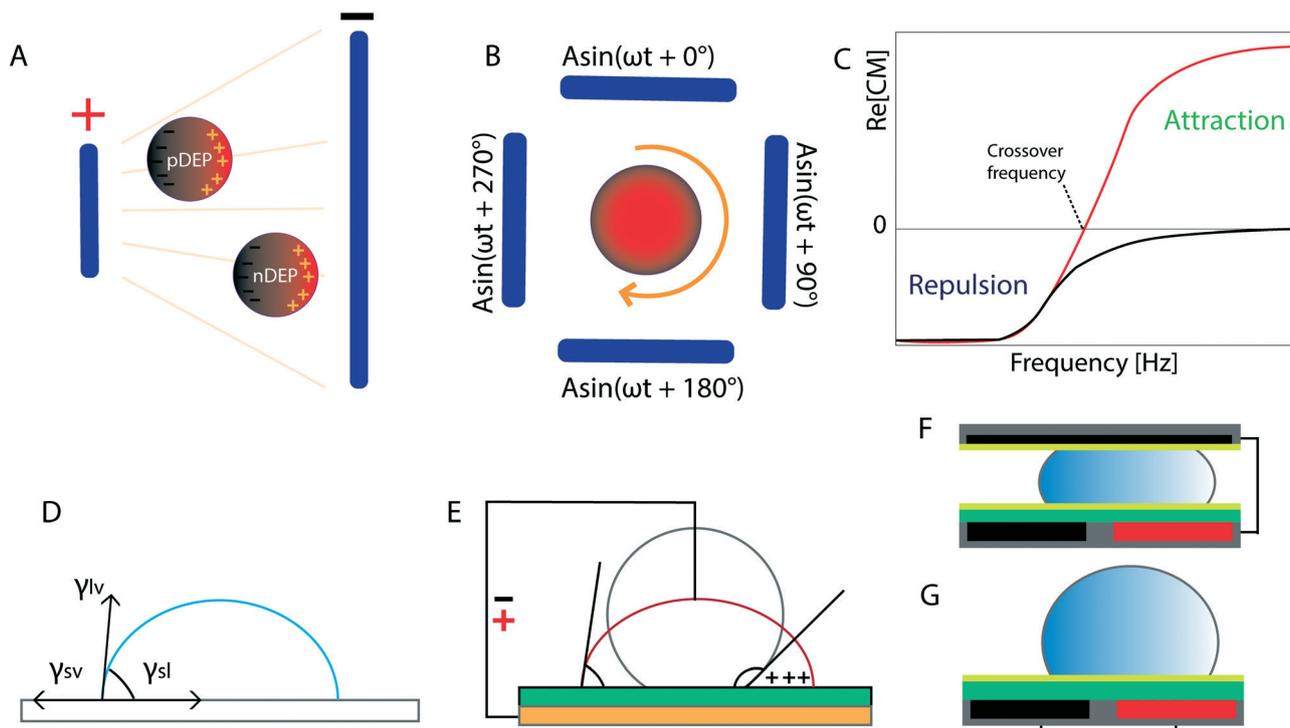 A
−
+
− − − − −
pDEP
+ + + + +
− − − − −
nDEP
+ + + + +
B
Asin(ωt + 0°)
Asin(ωt + 270°)
Asin(ωt + 90°)
Asin(ωt + 180°)
C
Re[CM]
Attraction
Crossover
frequency
0
Repulsion
Frequency [Hz]
D
γlv
γsv
γsl
E
−
+
+++
F
G